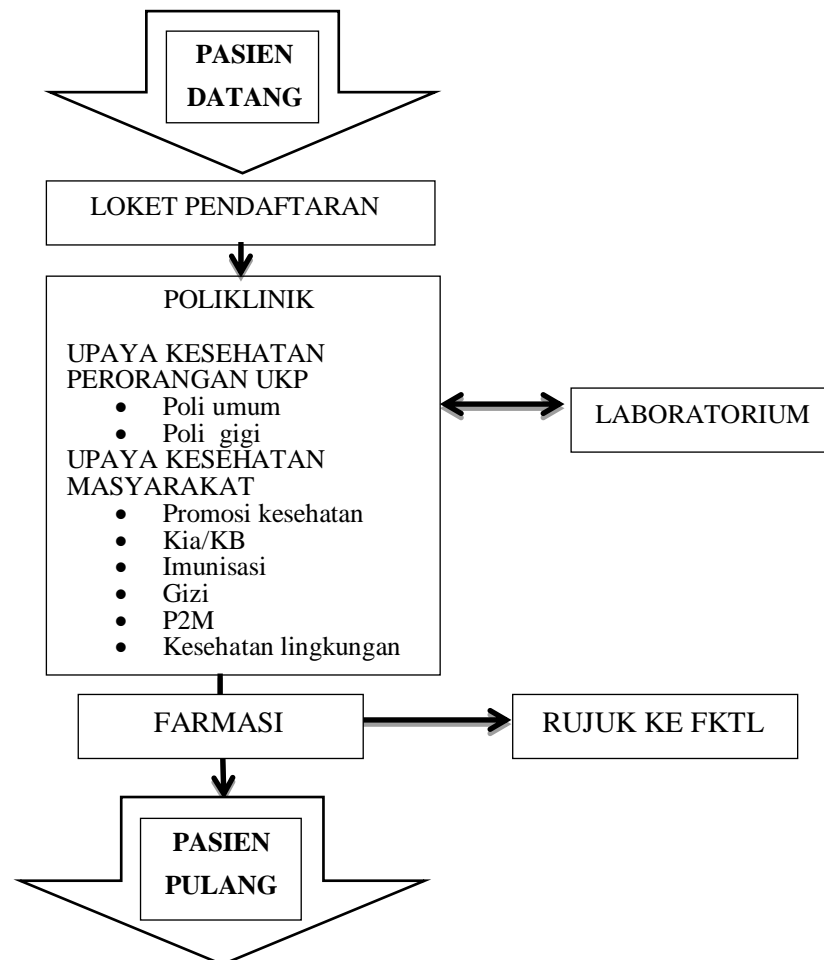 PASIEN
DATANG
LOKET PENDAFTARAN
POLIKLINIK
UPAYA KESEHATAN
PERORANGAN UKP
• Poli umum
• Poli gigi
UPAYA KESEHATAN
MASYARAKAT
• Promosi kesehatan
• Kia/KB
• Imunisasi
• Gizi
• P2M
• Kesehatan lingkungan
LABORATORIUM
FARMASI
RUJUK KE FKTL
PASIEN
PULANG